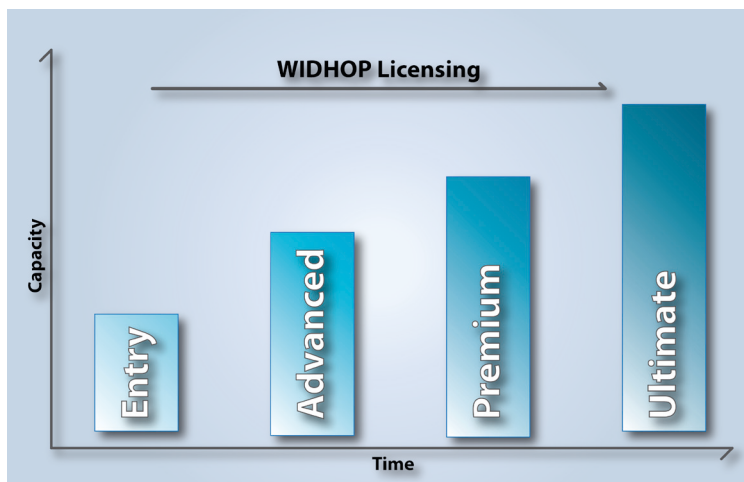 WIDHOP Licensing
Capacity
Entry
Advanced
Premium
Ultimate
Time